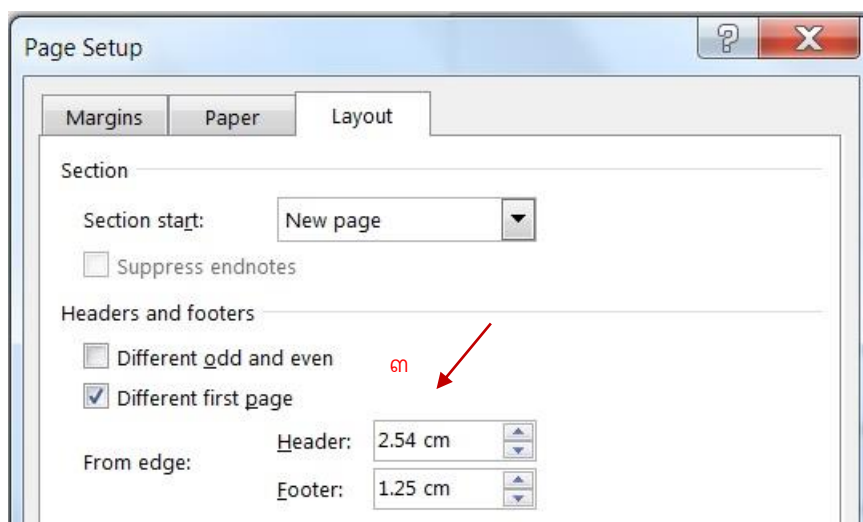 Page Setup
Margins Paper Layout
Section
Section start: New page
Suppress endnotes
Headers and footers
Different odd and even
๓
Different first page
From edge:
Header: 2.54 cm
Footer: 1.25 cm